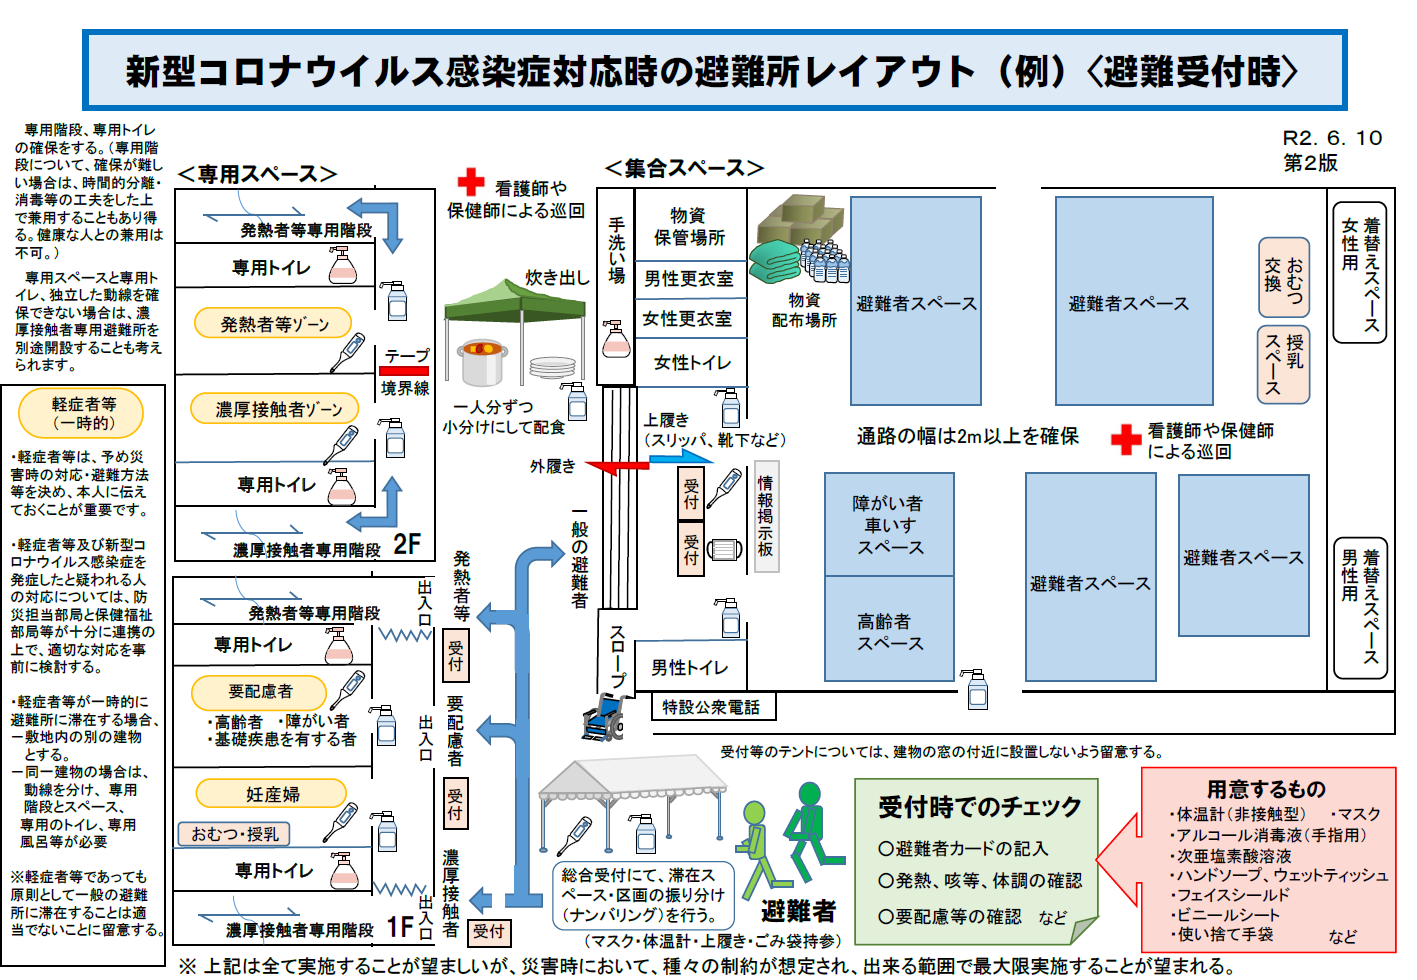 新型コロナウイルス感染症対応時の避難所レイアウト（例）〈避難受付時〉
R2．6．10
第2版
専用階段、専用トイレ
の確保をする。（専用階
段について、確保が難し
い場合は、時間的分離・
消毒等の工夫をした上
で兼用することもあり得
る。健康な人との兼用は
不可。）
専用スペースと専用ト
イレ、独立した動線を確
保できない場合は、濃
厚接触者専用避難所を
別途開設することも考え
られます。
軽症者等
（一時的）
・軽症者等は、予め災
害時の対応・避難方法
等を決め、本人に伝え
ておくことが重要です。
・軽症者等及び新型コ
ロナウイルス感染症を
発症したと疑われる人
の対応については、防
災担当部局と保健福祉
部局等が十分に連携の
上で、適切な対応を事
前に検討する。
・軽症者等が一時的に
避難所に滞在する場合、
ー敷地内の別の建物
とする。
ー同一建物の場合は、
動線を分け、専用
階段とスペース、
専用のトイレ、専用
風呂等が必要
※軽症者等であっても
原則として一般の避難
所に滞在することは適
当でないことに留意する。
＜専用スペース＞
発熱者等専用階段
専用トイレ
発熱者等ｿﾞｰﾝ
テープ
境界線
濃厚接触者ｿﾞｰﾝ
専用トイレ
濃厚接触者専用階段
2F
発熱者等専用階段
出入口
専用トイレ
要配慮者
・高齢者　・障がい者
・基礎疾患を有する者
出入口
妊産婦
おむつ・授乳
専用トイレ
濃厚接触者専用階段
1F
出入口
発熱者等
受付
要配慮者
受付
濃厚接触者
受付
看護師や
保健師による巡回
炊き出し
一人分ずつ
小分けにして配食
外履き
一般の避難者
＜集合スペース＞
手洗い場
物資
保管場所
男性更衣室
女性更衣室
女性トイレ
上履き
（スリッパ、靴下など）
受付
受付
情報掲示板
スロープ
男性トイレ
特設公衆電話
物資
配布場所
避難者スペース
避難者スペース
おむつ
交換
授乳
スペース
着替えスペース
女性用
通路の幅は2m以上を確保
看護師や保健師
による巡回
障がい者
車いす
スペース
高齢者
スペース
避難者スペース
避難者スペース
着替えスペース
男性用
受付等のテントについては、建物の窓の付近に設置しないよう留意する。
総合受付にて、滞在ス
ペース・区画の振り分け
（ナンバリング）を行う。
避難者
（マスク・体温計・上履き・ごみ袋持参）
受付時でのチェック
〇避難者カードの記入
〇発熱、咳等、体調の確認
〇要配慮等の確認　など
用意するもの
・体温計（非接触型）　・マスク
・アルコール消毒液（手指用）
・次亜塩素酸溶液
・ハンドソープ、ウェットティッシュ
・フェイスシールド
・ビニールシート
・使い捨て手袋　など
※ 上記は全て実施することが望ましいが、災害時において、種々の制約が想定され、出来る範囲で最大限実施することが望まれる。